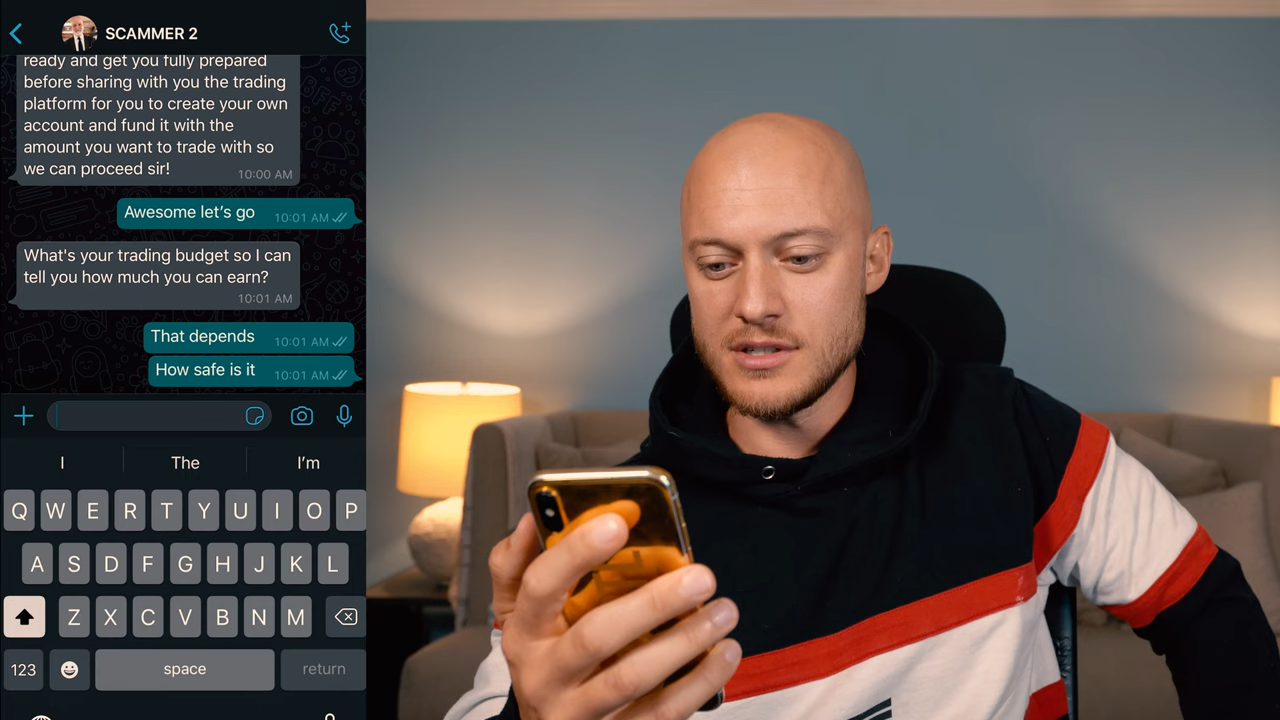 SCAMMER 2
ready and get you fully prepared
before sharing with you the trading
platform for you to create your own
account and fund it with the
amount you want to trade with so
we can proceed sir!
10:00 AM
Awesome let’s go 10:01 AM
What's your trading budget so I can
tell you how much you can earn?
10:01 AM
That depends 10:01 AM
How safe is it 10:01 AM
I The I’m
Q W E R T Y U I O P
A S D F G H J K L
Z X C V B N M
123 space return